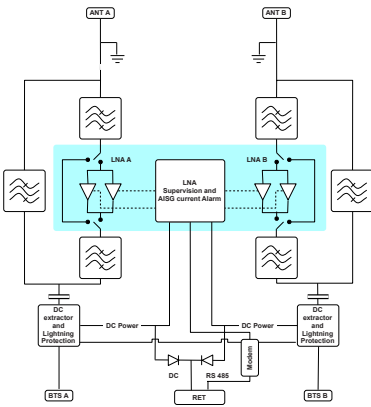 ANT A
ANT B
LNA A
LNA B
LNA
Supervision and
AISG current Alarm
DC
extractor
and
Lightning
Protection
DC Power
DC Power
DC
extractor
and
Lightning
Protection
Modem
DC
RS 485
BTS A
RET
BTS B